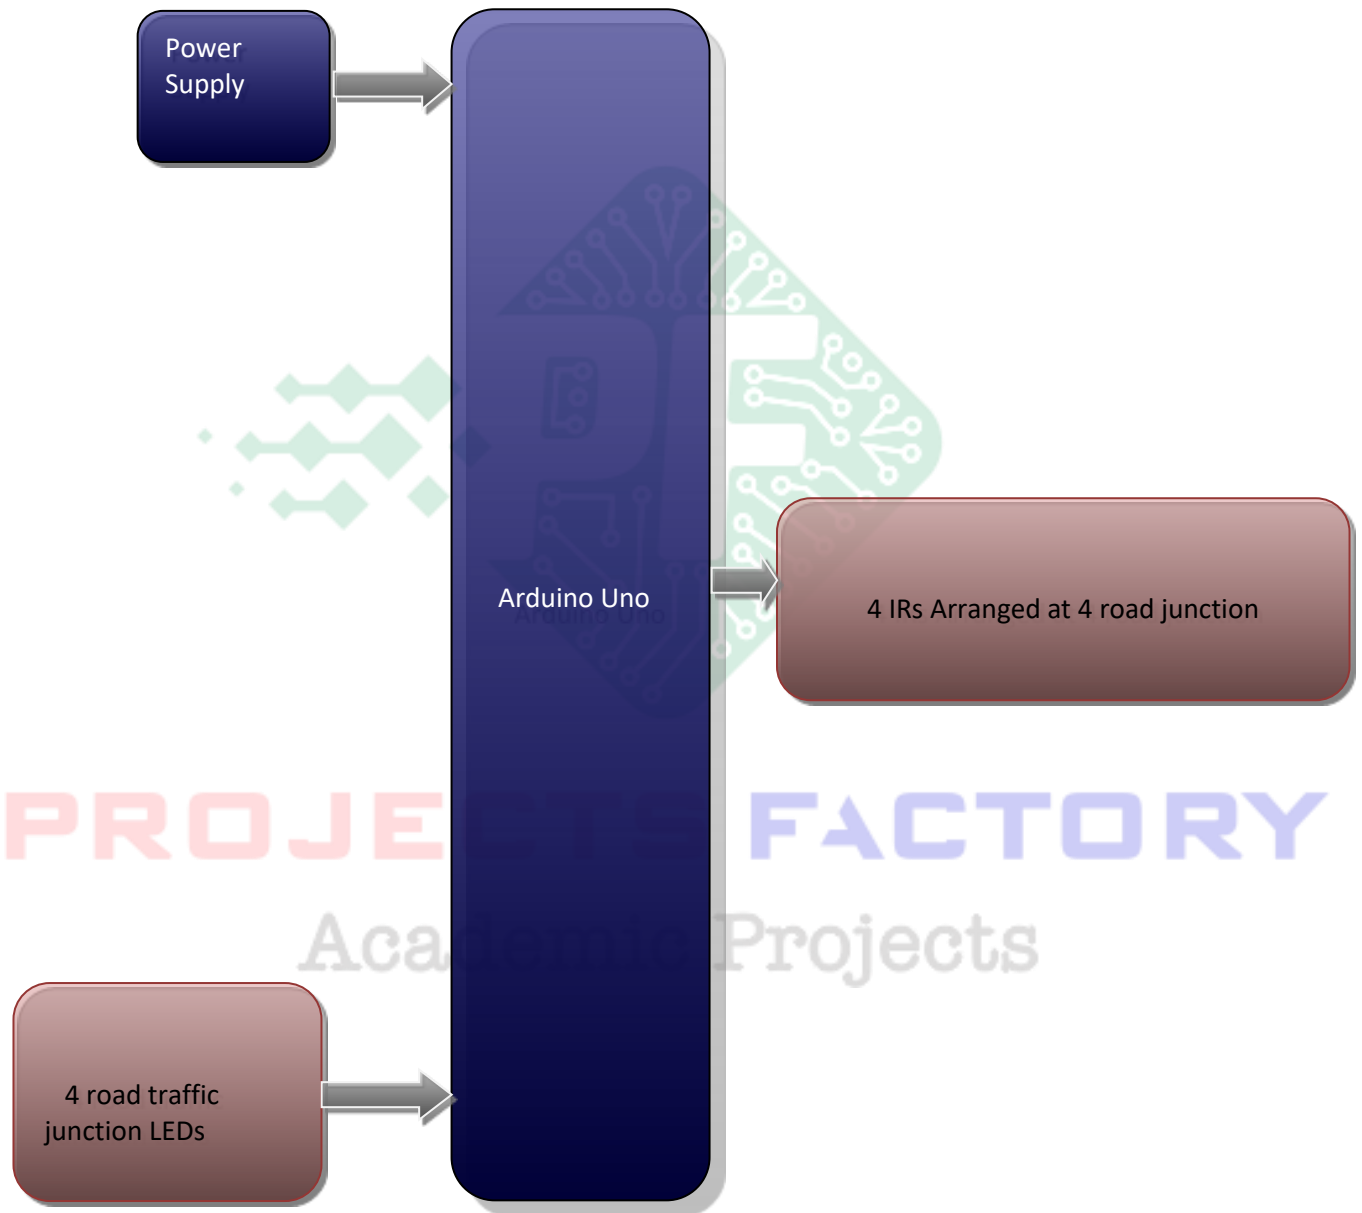 Power
Supply
Arduino Uno
4 IRs Arranged at 4 road junction
PROJECTS FACTORY
Academic Projects
4 road traffic
junction LEDs